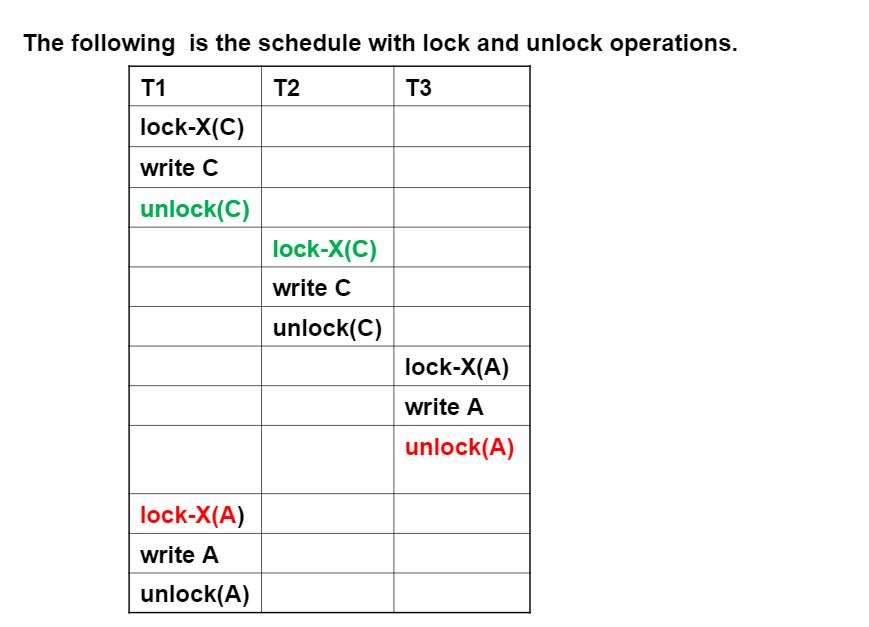 The following is the schedule with lock and unlock operations.
T1 T2 T3
lock-X(C)
write C
unlock(C)
lock-X(C)
write C
unlock(C)
lock-X(A)
write A
unlock(A)
lock-X(A)
write A
unlock(A)